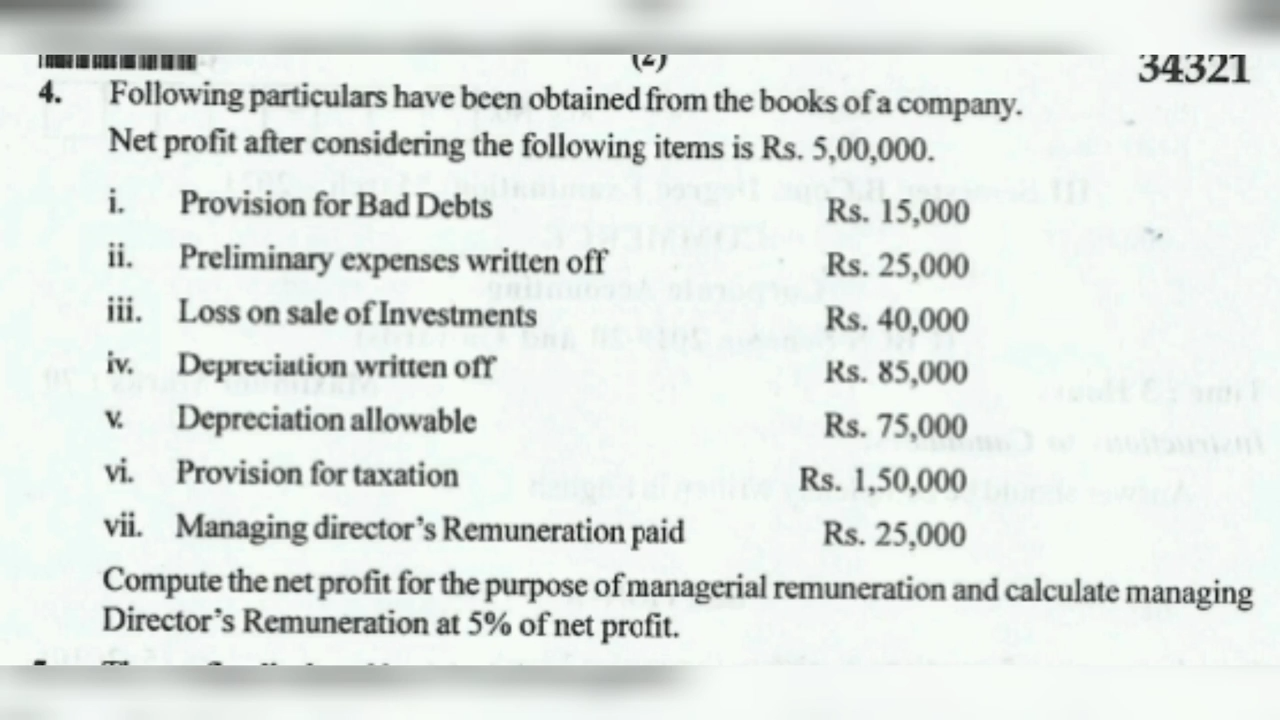 (2)
34321
4. Following particulars have been obtained from the books of a company.
Net profit after considering the following items is Rs. 5,00,000.
i. Provision for Bad Debts Rs. 15,000
ii. Preliminary expenses written off Rs. 25,000
iii. Loss on sale of Investments Rs. 40,000
iv. Depreciation written off Rs. 85,000
v. Depreciation allowable Rs. 75,000
vi. Provision for taxation Rs. 1,50,000
vii. Managing director's Remuneration paid Rs. 25,000
Compute the net profit for the purpose of managerial remuneration and calculate managing
Director's Remuneration at 5% of net profit.